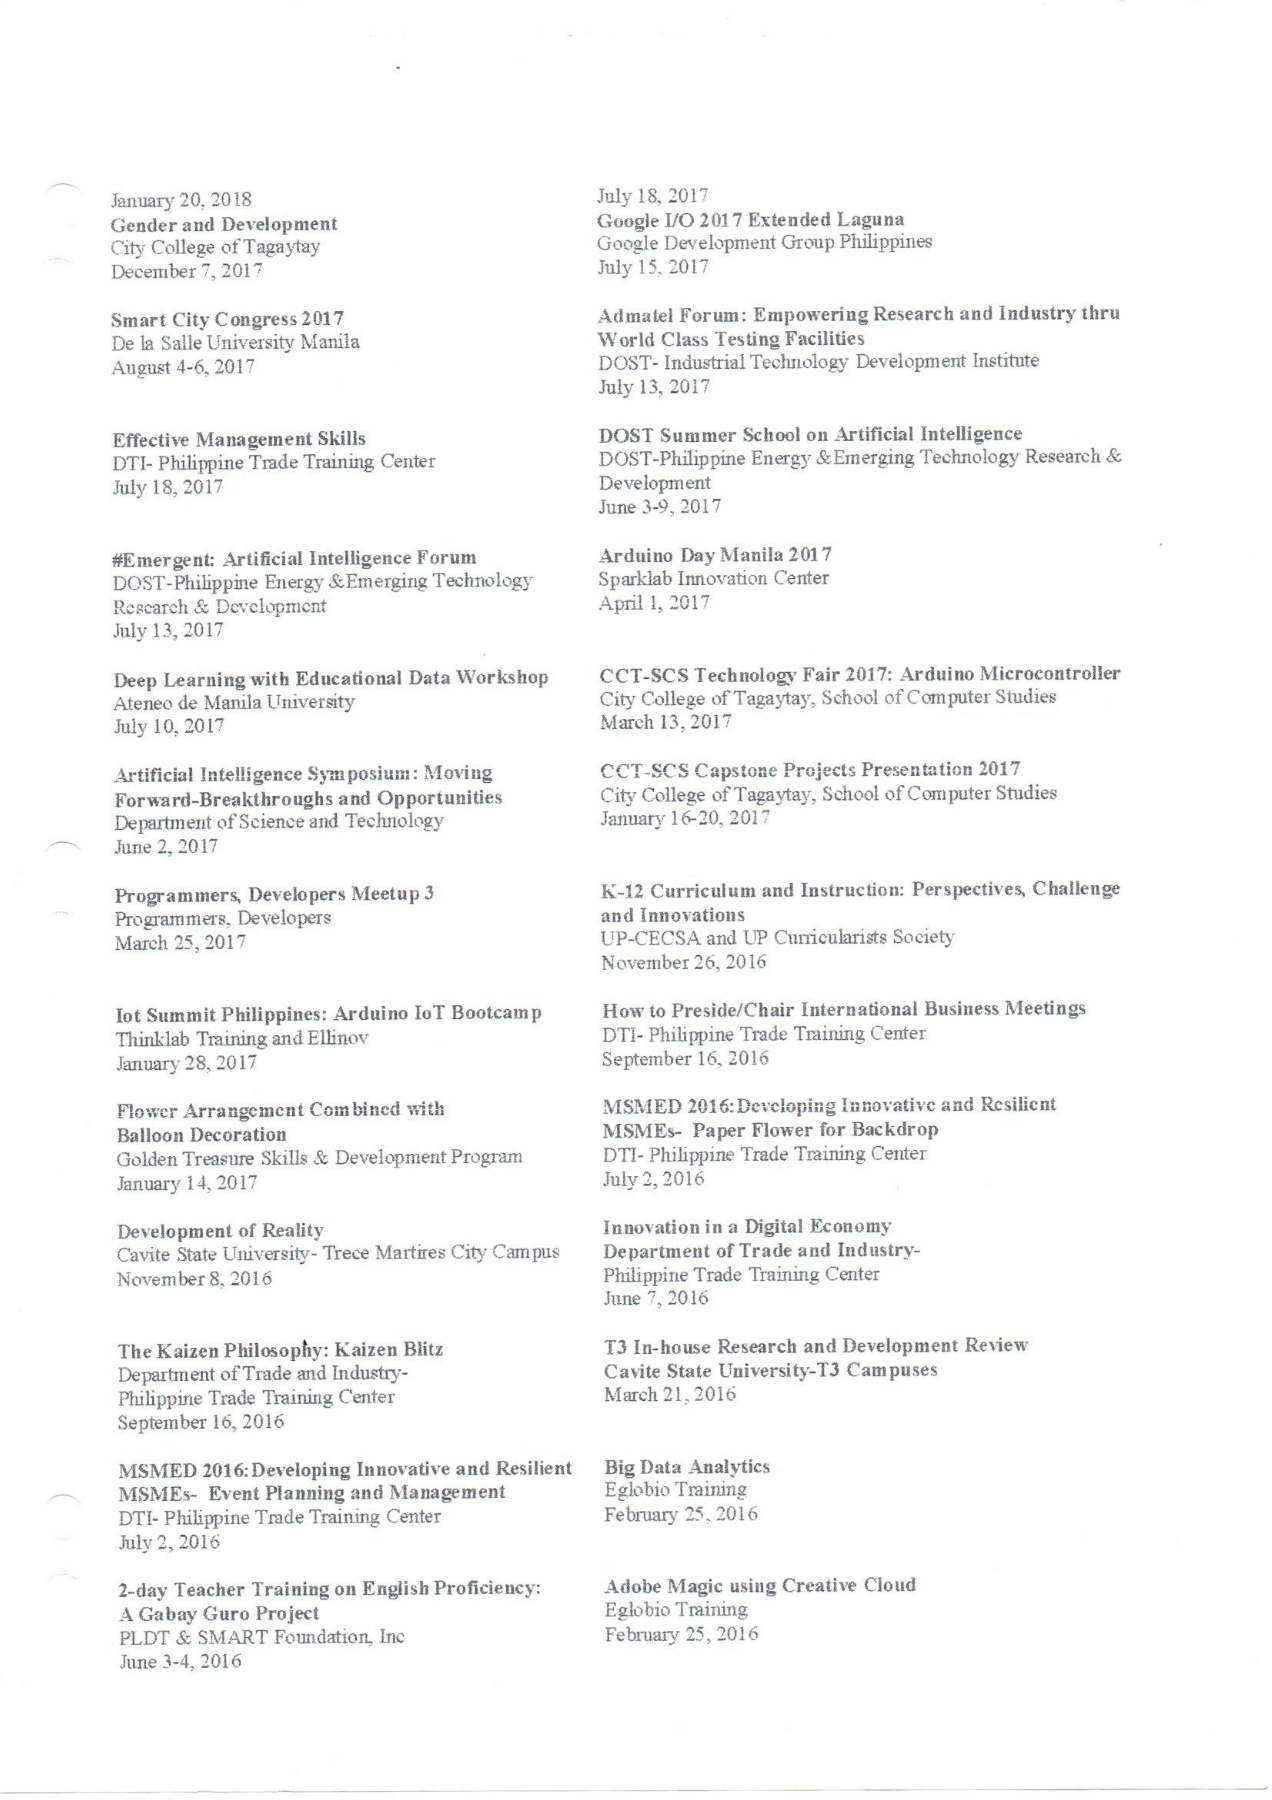 January 20, 2018
Gender and Development
City College of Tagaytay
December 7, 2017
Smart City Congress 2017
De la Salle University Manila
August 4-6, 2017
Effective Management Skills
DTI- Philippine Trade Training Center
July 18, 2017
#Emergent: Artificial Intelligence Forum
DOST-Philippine Energy &Emerging Technology
Research & Development
July 13, 2017
Deep Learning with Educational Data Workshop
Ateneo de Manila University
July 10, 2017
Artificial Intelligence Symposium: Moving
Forward-Breakthroughs and Opportunities
Department of Science and Technology
June 2, 2017
Programmers, Developers Meetup 3
Programmers, Developers
March 25, 2017
Iot Summit Philippines: Arduino IoT Bootcamp
Thinklab Training and Ellinov
January 28, 2017
Flower Arrangement Combined with
Balloon Decoration
Golden Treasure Skills & Development Program
January 14, 2017
Development of Reality
Cavite State University- Trece Martires City Campus
November 8, 2016
The Kaizen Philosophy: Kaizen Blitz
Department of Trade and Industry-
Philippine Trade Training Center
September 16, 2016
MSMED 2016:Developing Innovative and Resilient
MSMEs- Event Planning and Management
DTI- Philippine Trade Training Center
July 2, 2016
2-day Teacher Training on English Proficiency:
A Gabay Guro Project
PLDT & SMART Foundation, Inc
June 3-4, 2016
July 18, 2017
Google I/O 2017 Extended Laguna
Google Development Group Philippines
July 15, 2017
Admatel Forum: Empowering Research and Industry thru
World Class Testing Facilities
DOST- Industrial Technology Development Institute
July 13, 2017
DOST Summer School on Artificial Intelligence
DOST-Philippine Energy &Emerging Technology Research &
Development
June 3-9, 2017
Arduino Day Manila 2017
Sparklab Innovation Center
April 1, 2017
CCT-SCS Technology Fair 2017: Arduino Microcontroller
City College of Tagaytay, School of Computer Studies
March 13, 2017
CCT-SCS Capstone Projects Presentation 2017
City College of Tagaytay, School of Computer Studies
January 16-20, 2017
K-12 Curriculum and Instruction: Perspectives, Challenge
and Innovations
UP-CECSA and UP Curricularists Society
November 26, 2016
How to Preside/Chair International Business Meetings
DTI- Philippine Trade Training Center
September 16, 2016
MSMED 2016:Developing Innovative and Resilient
MSMEs- Paper Flower for Backdrop
DTI- Philippine Trade Training Center
July 2, 2016
Innovation in a Digital Economy
Department of Trade and Industry-
Philippine Trade Training Center
June 7, 2016
T3 In-house Research and Development Review
Cavite State University-T3 Campuses
March 21, 2016
Big Data Analytics
Eglobio Training
February 25, 2016
Adobe Magic using Creative Cloud
Eglobio Training
February 25, 2016